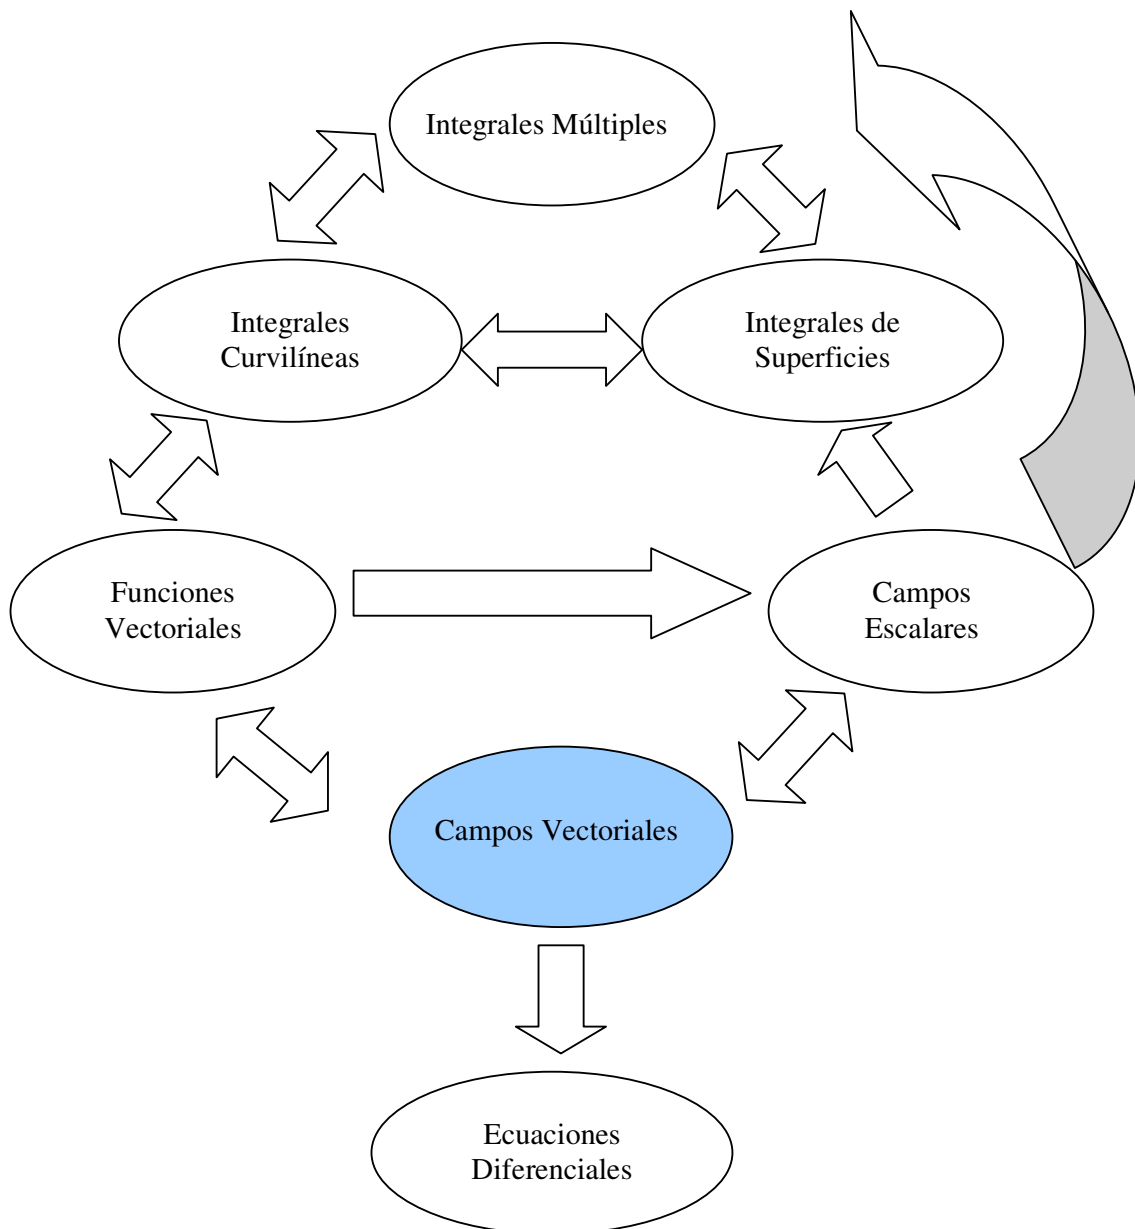 Integrales Múltiples
Integrales
Curvilíneas
Integrales de
Superficies
Funciones
Vectoriales
Campos
Escalares
Campos Vectoriales
Ecuaciones
Diferenciales